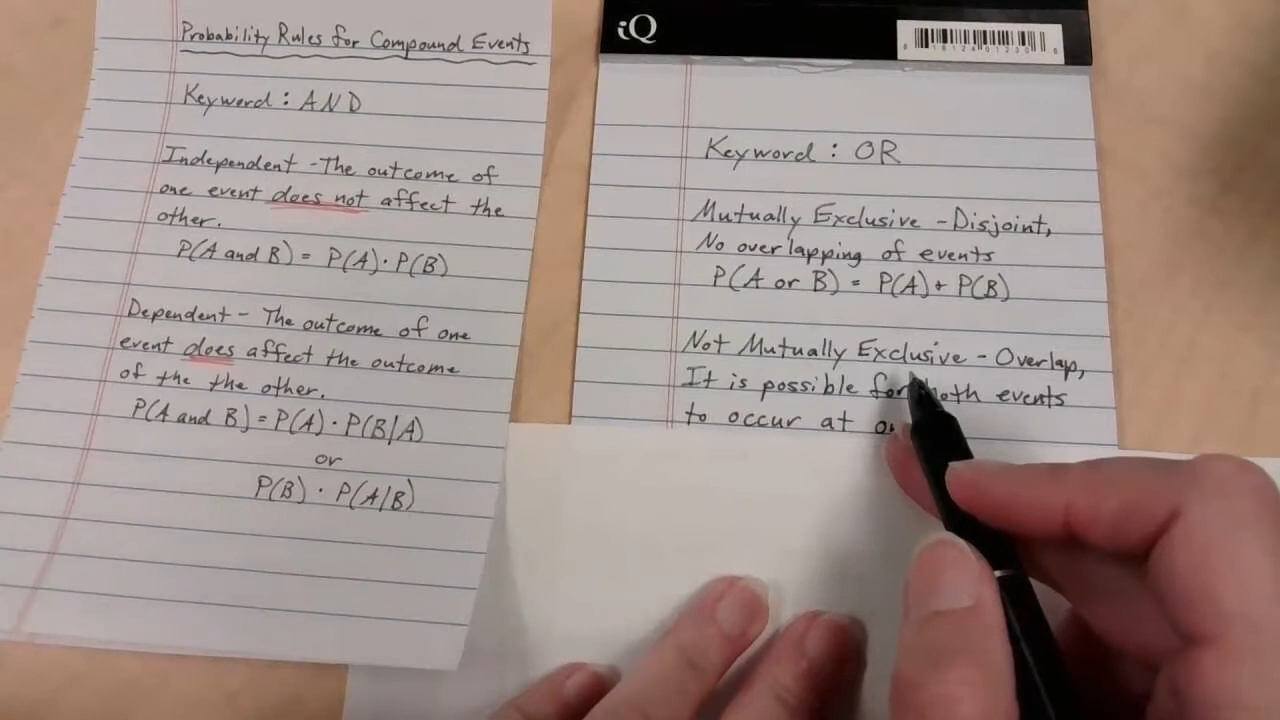 Probability Rules for Compound Events
Keyword: AND
Independent - The outcome of
one event does not affect the
other.
P(A and B) = P(A) · P(B)
Dependent - The outcome of one
event does affect the outcome
of the the other.
P(A and B) = P(A) · P(B|A)
or
P(B) · P(A|B)
iQ
Keyword: OR
Mutually Exclusive - Disjoint,
No overlapping of events
P(A or B) = P(A) + P(B)
Not Mutually Exclusive - Overlap,
It is possible for both events
to occur at